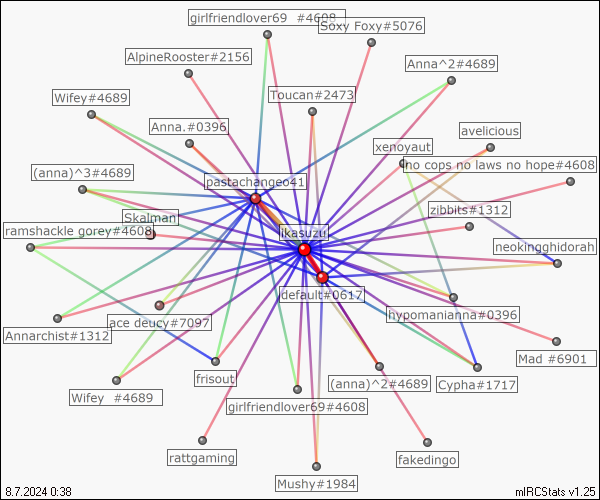 girlfriendlover69 #4608
Soxy Foxy#5076
AlpineRooster#2156
Anna^2#4689
Wifey#4689
Toucan#2473
Anna.#0396
avelicious
xenoyaut
no cops no laws no hope#4608
(anna)^3#4689
pastachangeo41
zibbits#1312
Skalman
ramshackle gorey#4608
ikasuzu
neokingghidorah
default#0617
hypomanianna#0396
ace deucy#7097
Annarchist#1312
Mad #6901
frisout
(anna)^2#4689
Cypha#1717
Wifey #4689
girlfriendlover69#4608
rattgaming
fakedingo
Mushy#1984
8.7.2024 0:38
mIRCStats v1.25